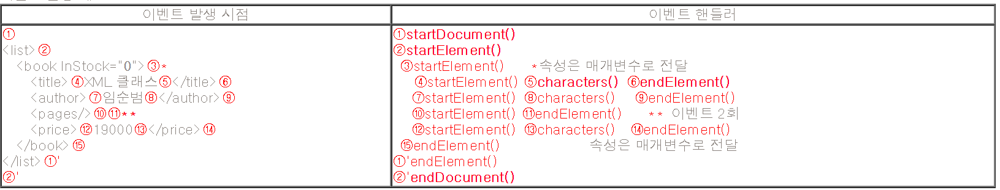 이벤트 발생 시점 이벤트 핸들러
① ①startDocument()
<list>② ②startElement()
<book InStock="0">③* ③startElement() *속성은 매개변수로 전달
<title>④XML 클래스⑤</title>⑥ ④startElement() ⑤characters() ⑥endElement()
<author>⑦임순범⑧</author>⑨ ⑦startElement() ⑧characters() ⑨endElement()
<pages/>⑩⑪** ⑩startElement() ⑪endElement() ** 이벤트 2회
<price>⑫19000⑬</price>⑭ ⑫startElement() ⑬characters() ⑭endElement()
</book>⑮ ⑮endElement() 속성은 매개변수로 전달
</list>①' ①'endElement()
②' ②'endDocument()